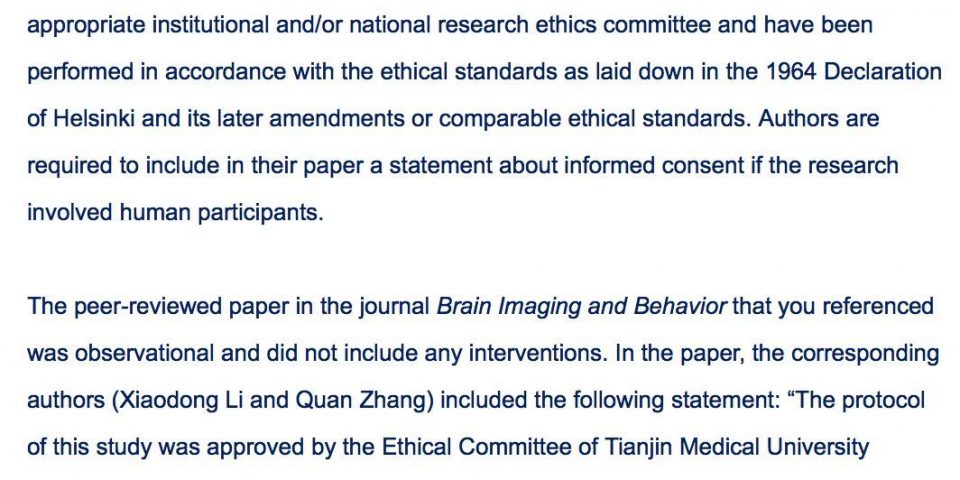 appropriate institutional and/or national research ethics committee and have been
performed in accordance with the ethical standards as laid down in the 1964 Declaration
of Helsinki and its later amendments or comparable ethical standards. Authors are
required to include in their paper a statement about informed consent if the research
involved human participants.
The peer-reviewed paper in the journal Brain Imaging and Behavior that you referenced
was observational and did not include any interventions. In the paper, the corresponding
authors (Xiaodong Li and Quan Zhang) included the following statement: “The protocol
of this study was approved by the Ethical Committee of Tianjin Medical University